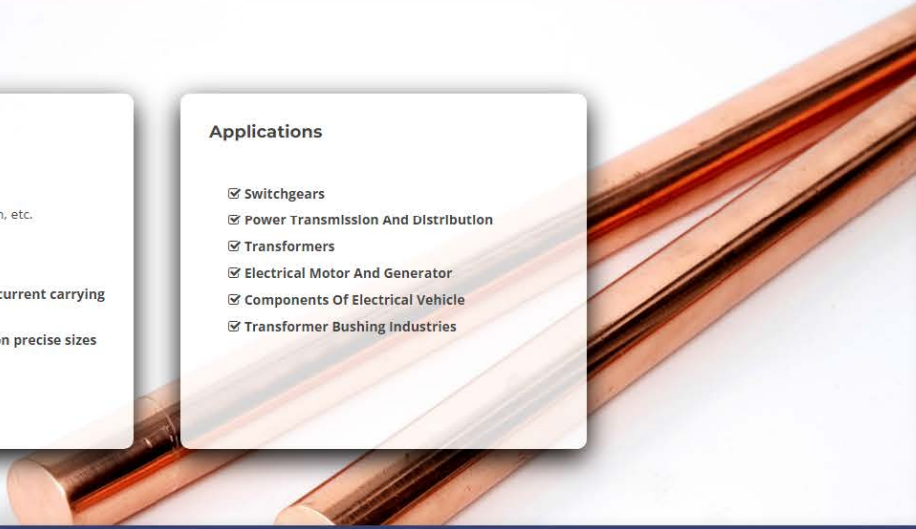 Applications
Switchgears
Power Transmission And Distribution
, etc.
Transformers
Electrical Motor And Generator
current carrying
Components Of Electrical Vehicle
Transformer Bushing Industries
precise sizes